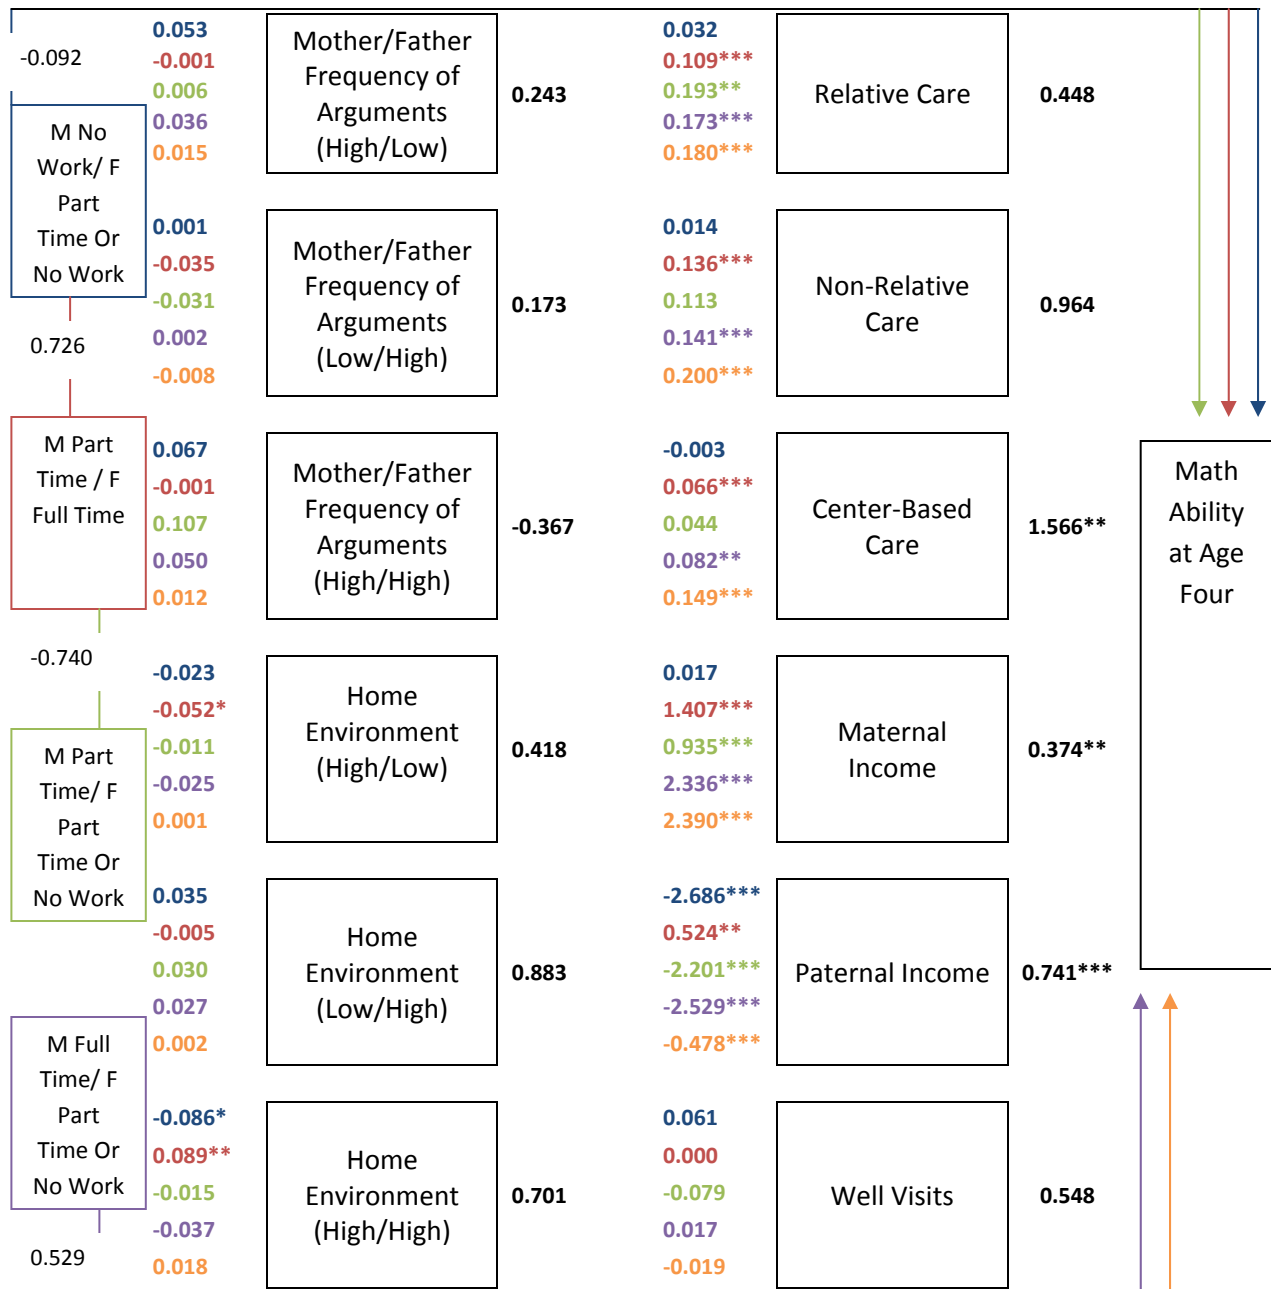 -0.092
M No
Work/ F
Part
Time Or
No Work
0.726
M Part
Time / F
Full Time
-0.740
M Part
Time/ F
Part
Time Or
No Work
M Full
Time/ F
Part
Time Or
No Work
0.529
0.053
-0.001
0.006
0.036
0.015
Mother/Father
Frequency of
Arguments
(High/Low)
0.243
0.001
-0.035
-0.031
0.002
-0.008
Mother/Father
Frequency of
Arguments
(Low/High)
0.173
0.067
-0.001
0.107
0.050
0.012
Mother/Father
Frequency of
Arguments
(High/High)
-0.367
-0.023
-0.052*
-0.011
-0.025
0.001
Home
Environment
(High/Low)
0.418
0.035
-0.005
0.030
0.027
0.002
Home
Environment
(Low/High)
0.883
-0.086*
0.089**
-0.015
-0.037
0.018
Home
Environment
(High/High)
0.701
0.032
0.109***
0.193**
0.173***
0.180***
Relative Care
0.448
0.014
0.136***
0.113
0.141***
0.200***
Non-Relative
Care
0.964
-0.003
0.066***
0.044
0.082**
0.149***
Center-Based
Care
1.566**
0.017
1.407***
0.935***
2.336***
2.390***
Maternal
Income
0.374**
-2.686***
0.524**
-2.201***
-2.529***
-0.478***
Paternal Income
0.741***
0.061
0.000
-0.079
0.017
-0.019
Well Visits
0.548
Math
Ability
at Age
Four